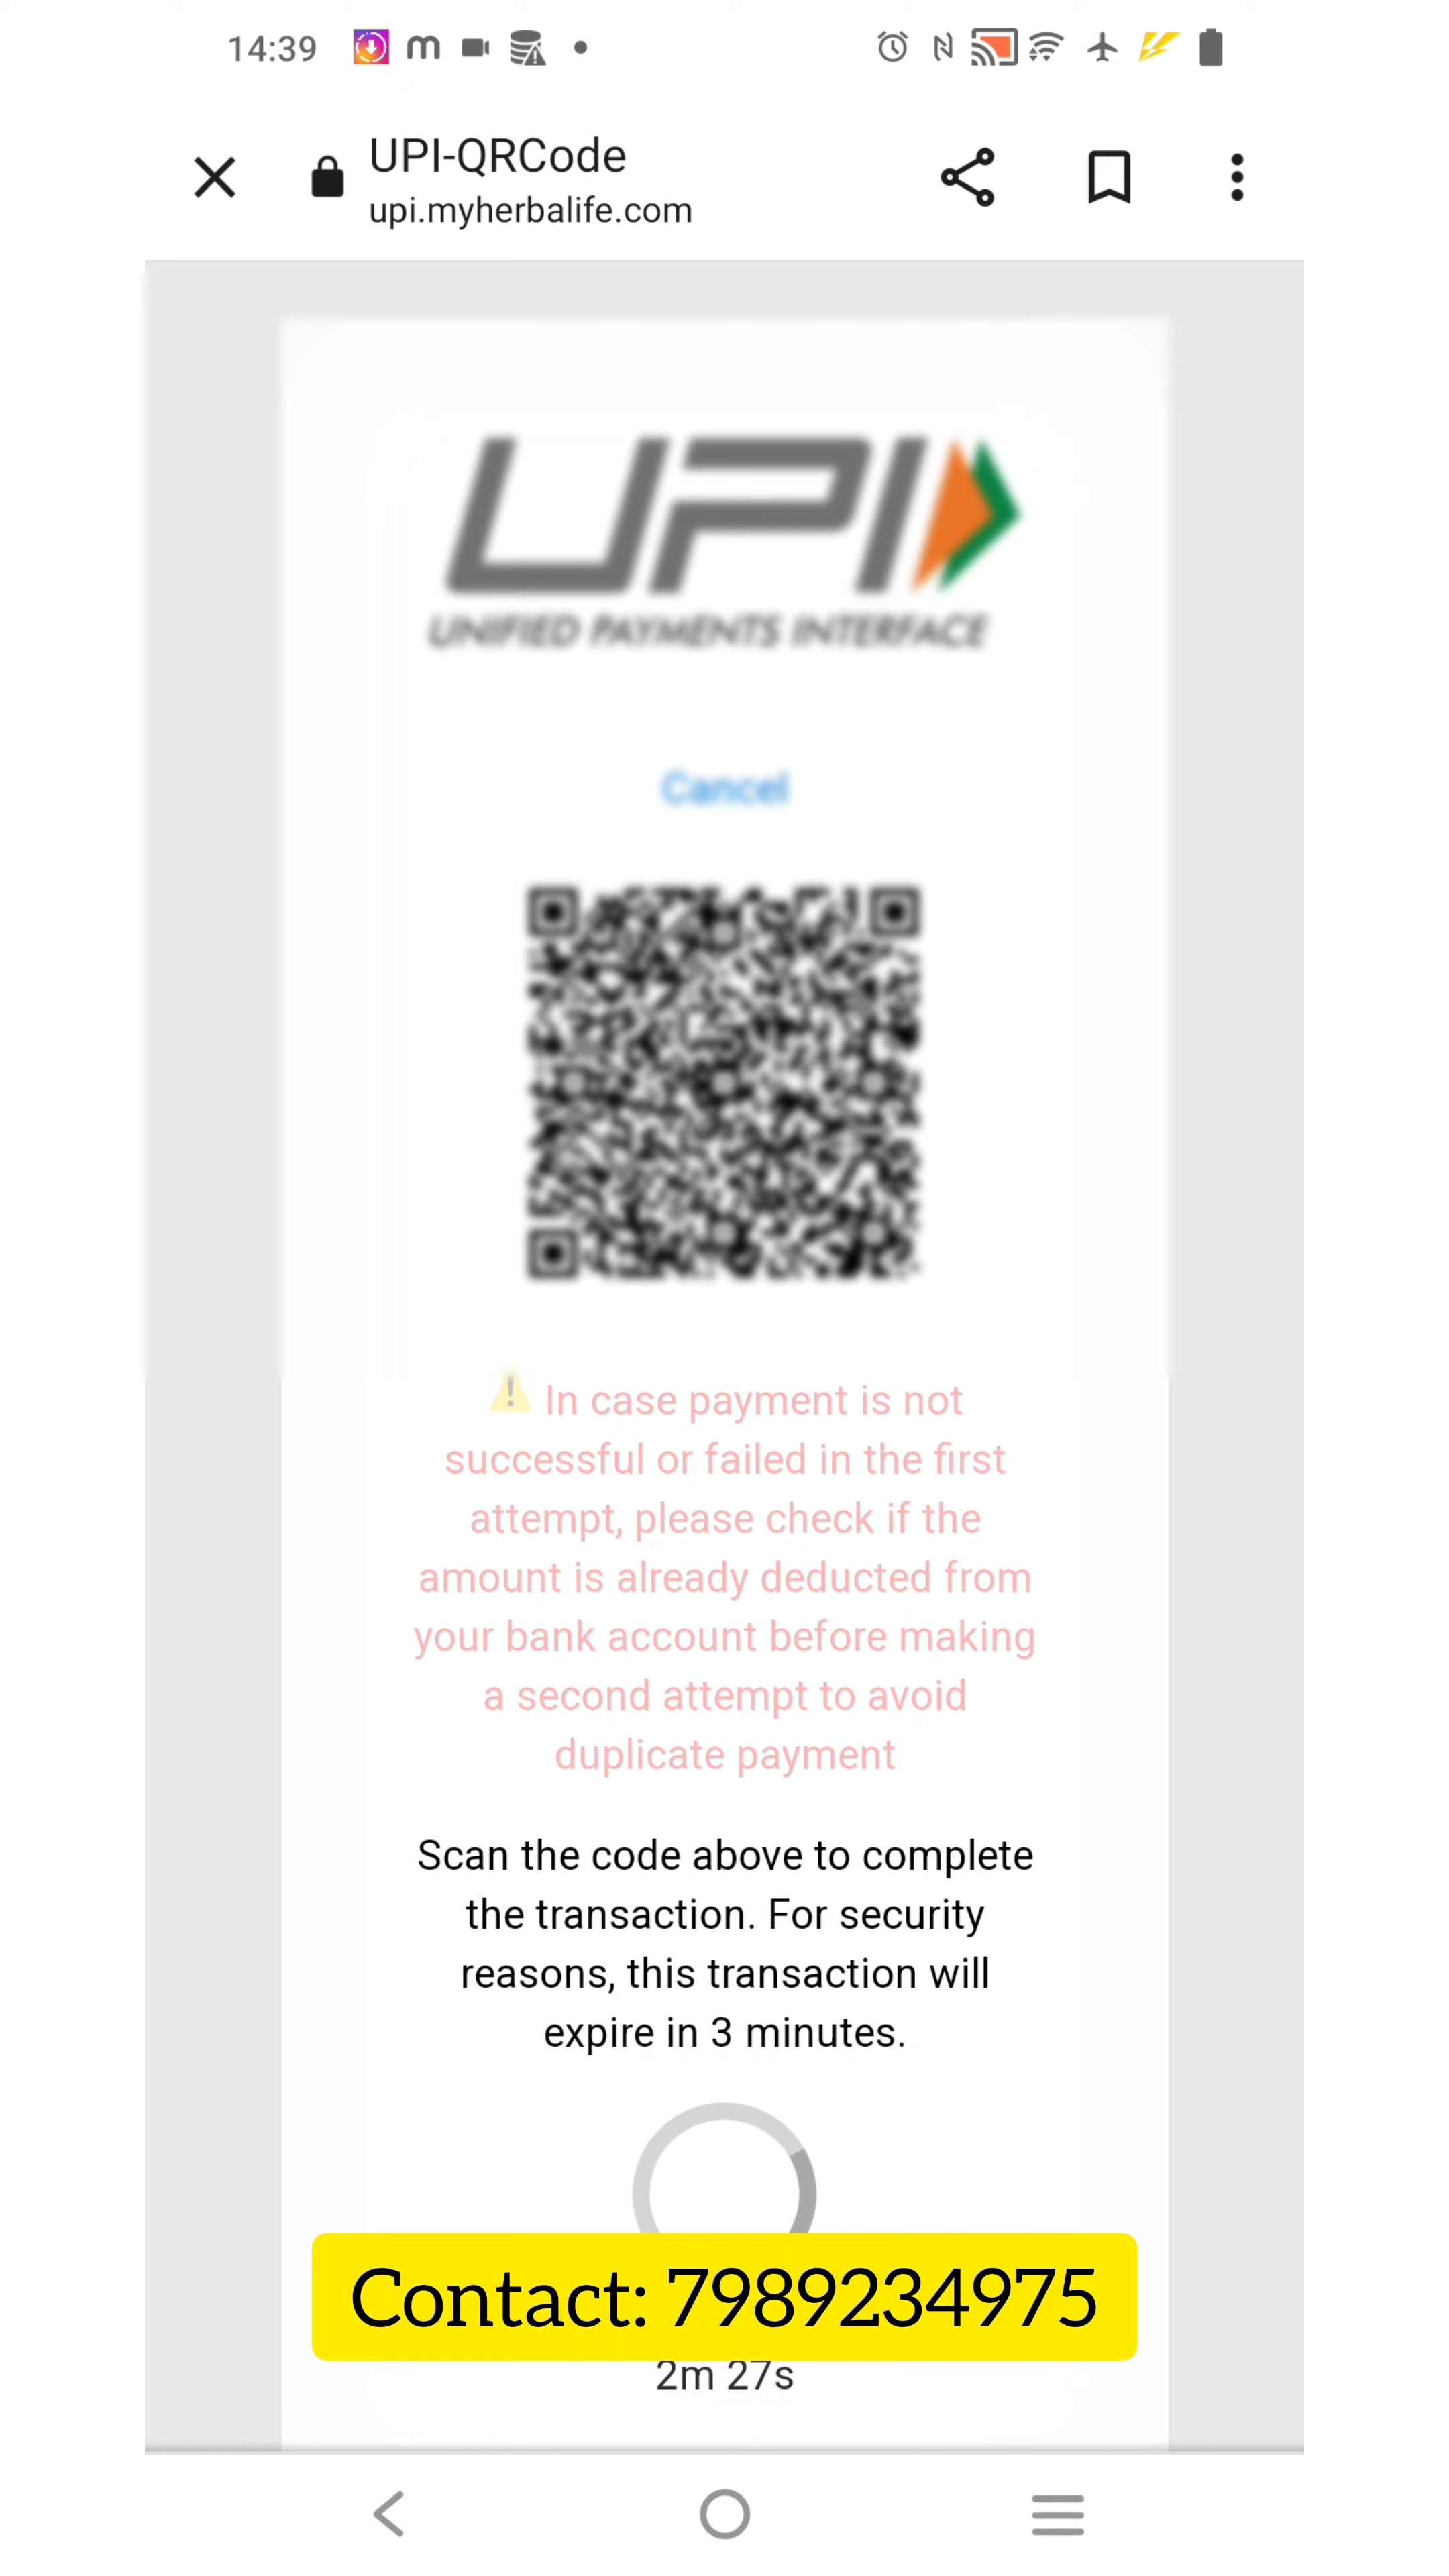 14:39
UPI-QRCode
upi.myherbalife.com
UPI
UNIFIED PAYMENTS INTERFACE
Cancel
In case payment is not
successful or failed in the first
attempt, please check if the
amount is already deducted from
your bank account before making
a second attempt to avoid
duplicate payment
Scan the code above to complete
the transaction. For security
reasons, this transaction will
expire in 3 minutes.
Contact: 7989234975
2m 27s